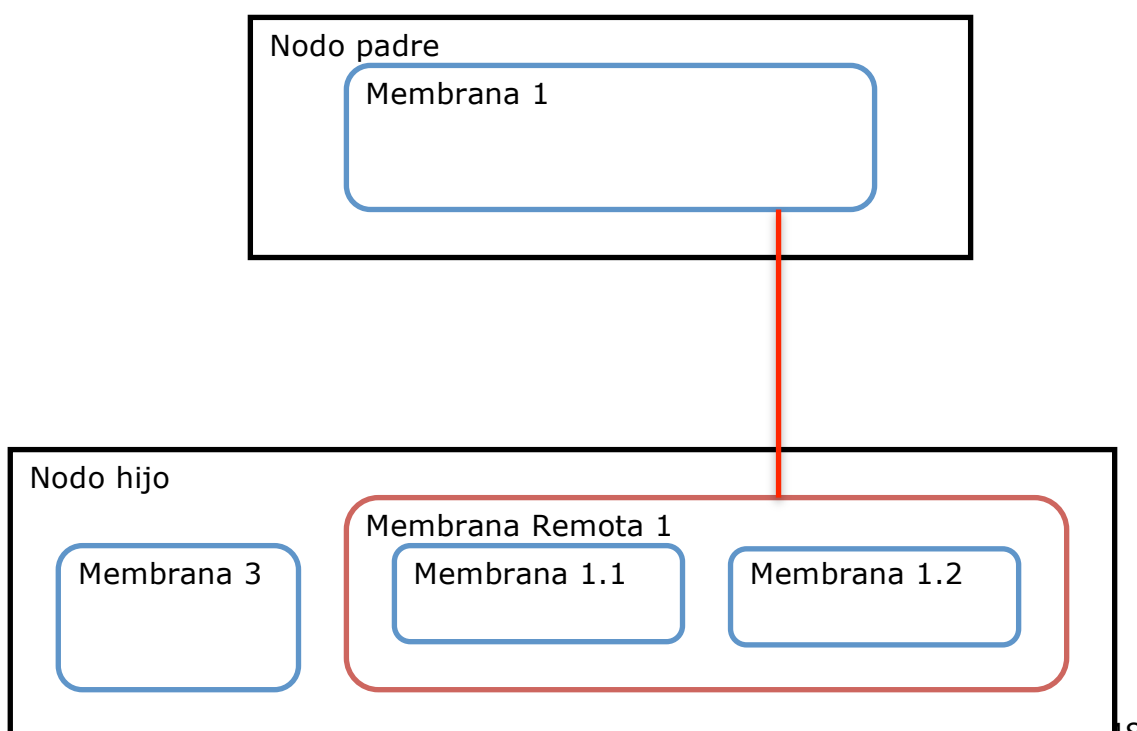 Nodo padre
Membrana 1
Nodo hijo
Membrana Remota 1
Membrana 3
Membrana 1.1
Membrana 1.2